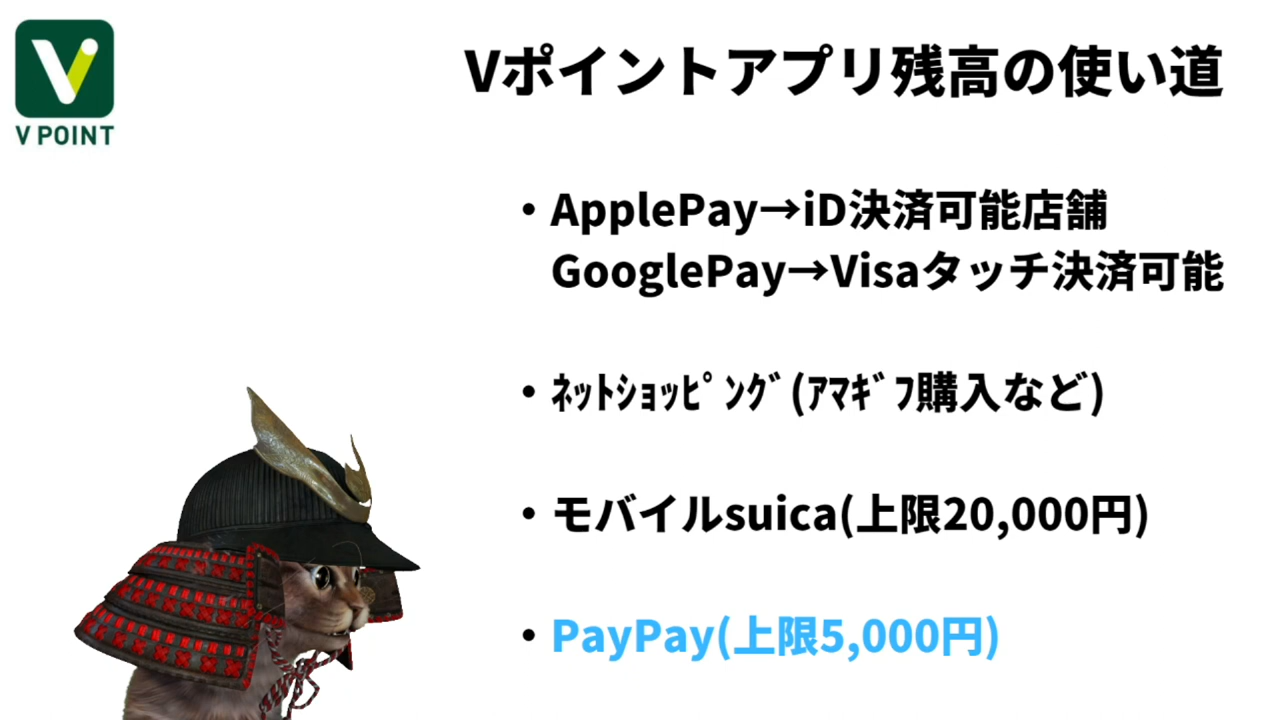 V POINT
Vポイントアプリ残高の使い道
・ApplePay→iD決済可能店舗
GooglePay→Visaタッチ決済可能
・ﾈｯﾄｼｮｯﾋﾟﾝｸﾞ(ｱﾏｷﾞﾌ購入など)
・モバイルsuica(上限20,000円)
・PayPay(上限5,000円)